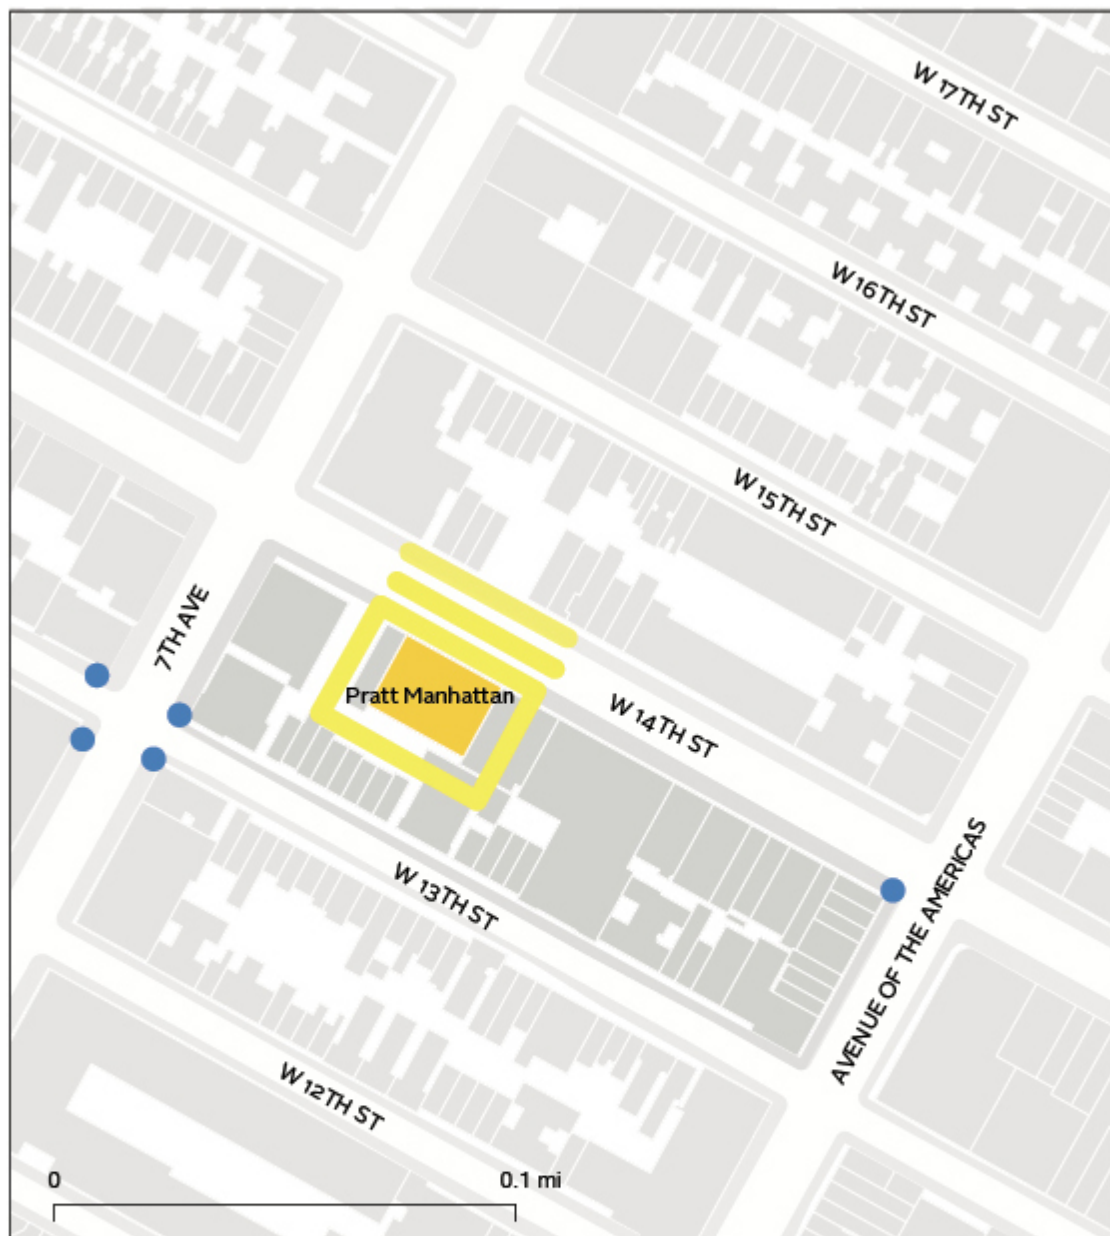 W 17TH ST
W 16TH ST
W 15TH ST
7TH AVE
Pratt Manhattan
W 14TH ST
W 13TH ST
AVENUE OF THE AMERICAS
W 12TH ST
0 0.1 mi